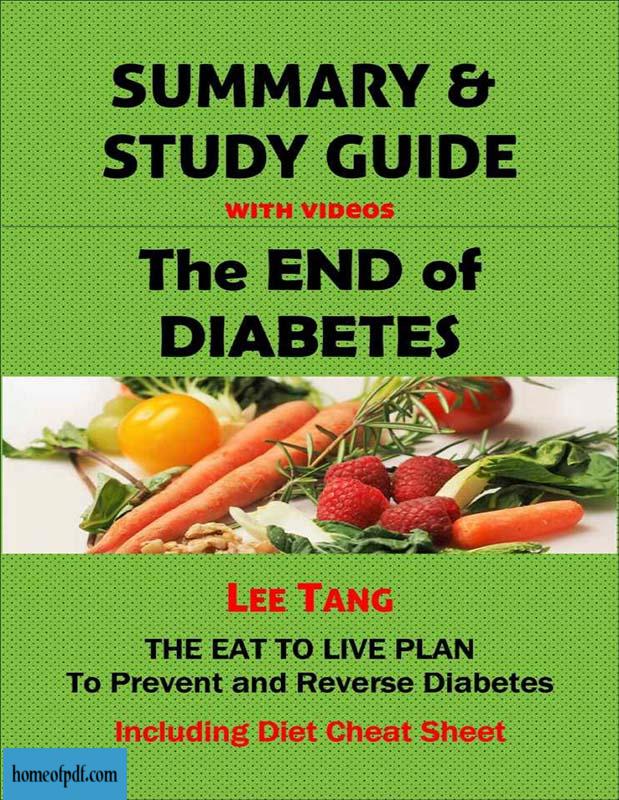 SUMMARY &
STUDY GUIDE
WITH VIDEOS
The END of
DIABETES
LEE TANG
THE EAT TO LIVE PLAN
To Prevent and Reverse Diabetes
Including Diet Cheat Sheet
homeofpdf.com